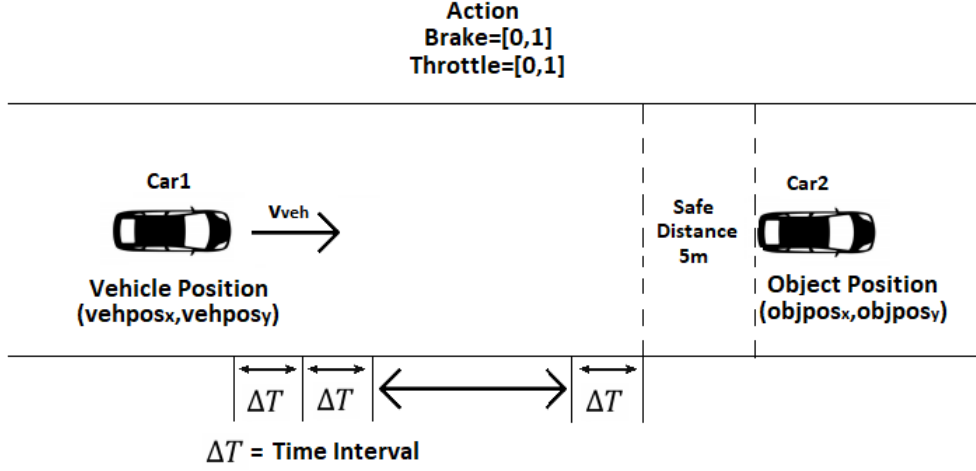 Action
Brake=[0,1]
Throttle=[0,1]
Car1
Vveh
Vehicle Position
(vehposx,vehposy)
Safe
Distance
5m
Car2
Object Position
(objposx,objposy)
ΔT
ΔT
ΔT
ΔT = Time Interval